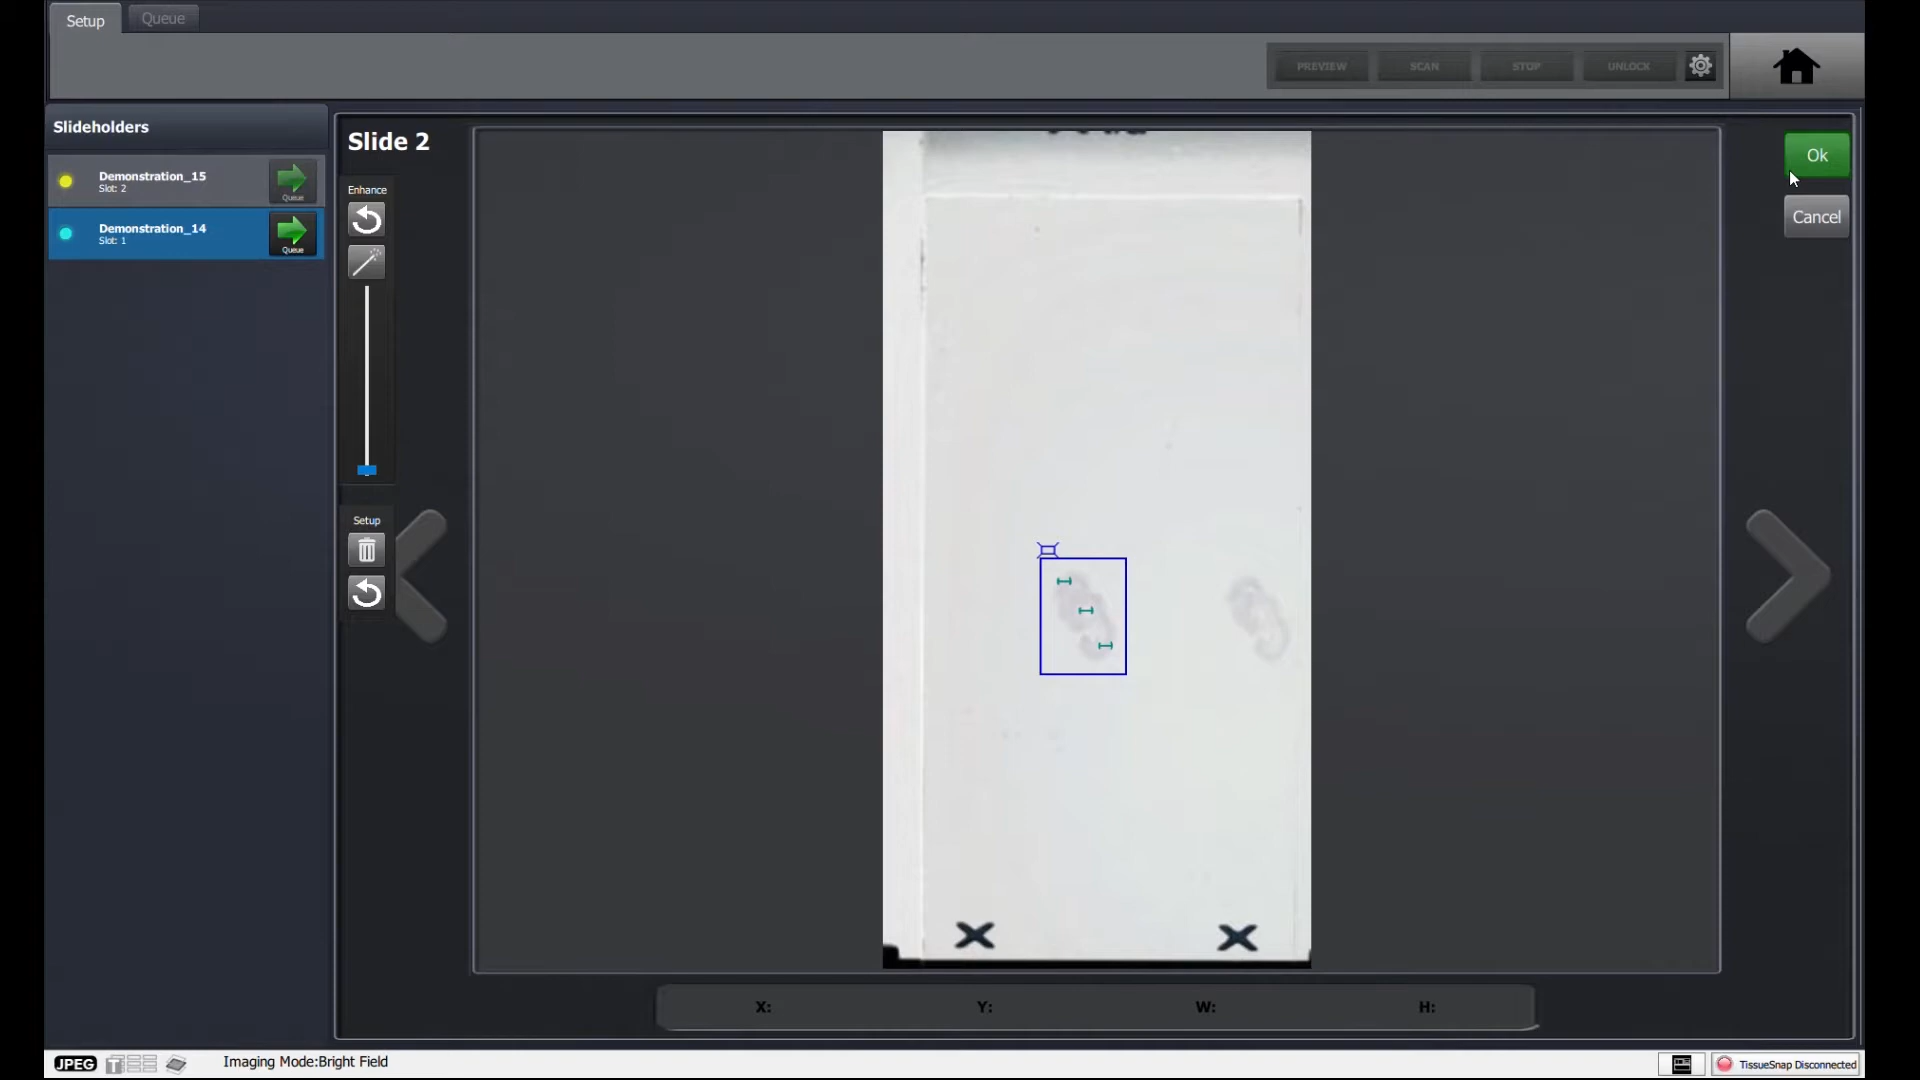 Setup
Queue
PREVIEW
SCAN
STOP
UNLOCK
Slideholders
Demonstration_15
Slot: 2
Queue
Demonstration_14
Slot: 1
Queue
Slide 2
Enhance
Setup
Ok
Cancel
X X
X: Y: W: H:
JPEG
T
Imaging Mode:Bright Field
TissueSnap Disconnected